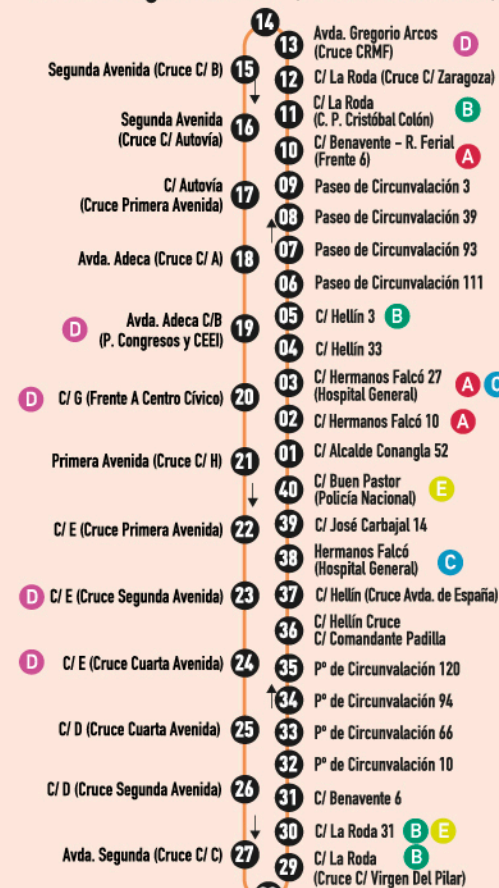 14
13 Avda. Gregorio Arcos
(Cruce CRMF) D
Segunda Avenida (Cruce C/ B) 15
12 C/ La Roda (Cruce C/ Zaragoza)
11 C/ La Roda
(C. P. Cristóbal Colón) B
Segunda Avenida
(Cruce C/ Autovía) 16
10 C/ Benavente – R. Ferial
(Frente 6) A
C/ Autovía
(Cruce Primera Avenida) 17
09 Paseo de Circunvalación 3
08 Paseo de Circunvalación 39
07 Paseo de Circunvalación 93
Avda. Adeca (Cruce C/ A) 18
06 Paseo de Circunvalación 111
05 C/ Hellín 3 B
D Avda. Adeca C/B
(P. Congresos y CEEI) 19
04 C/ Hellín 33
03 C/ Hermanos Falcó 27
(Hospital General) A C
D C/ G (Frente A Centro Cívico) 20
02 C/ Hermanos Falcó 10 A
01 C/ Alcalde Conangla 52
Primera Avenida (Cruce C/ H) 21
40 C/ Buen Pastor
(Policía Nacional) E
C/ E (Cruce Primera Avenida) 22
39 C/ José Carbajal 14
38 Hermanos Falcó
(Hospital General) C
D C/ E (Cruce Segunda Avenida) 23
37 C/ Hellín (Cruce Avda. de España)
36 C/ Hellín Cruce
C/ Comandante Padilla
D C/ E (Cruce Cuarta Avenida) 24
35 Pº de Circunvalación 120
34 Pº de Circunvalación 94
C/ D (Cruce Cuarta Avenida) 25
33 Pº de Circunvalación 66
32 Pº de Circunvalación 10
C/ D (Cruce Segunda Avenida) 26
31 C/ Benavente 6
30 C/ La Roda 31 B E
Avda. Segunda (Cruce C/ C) 27
29 C/ La Roda B
(Cruce C/ Virgen Del Pilar)